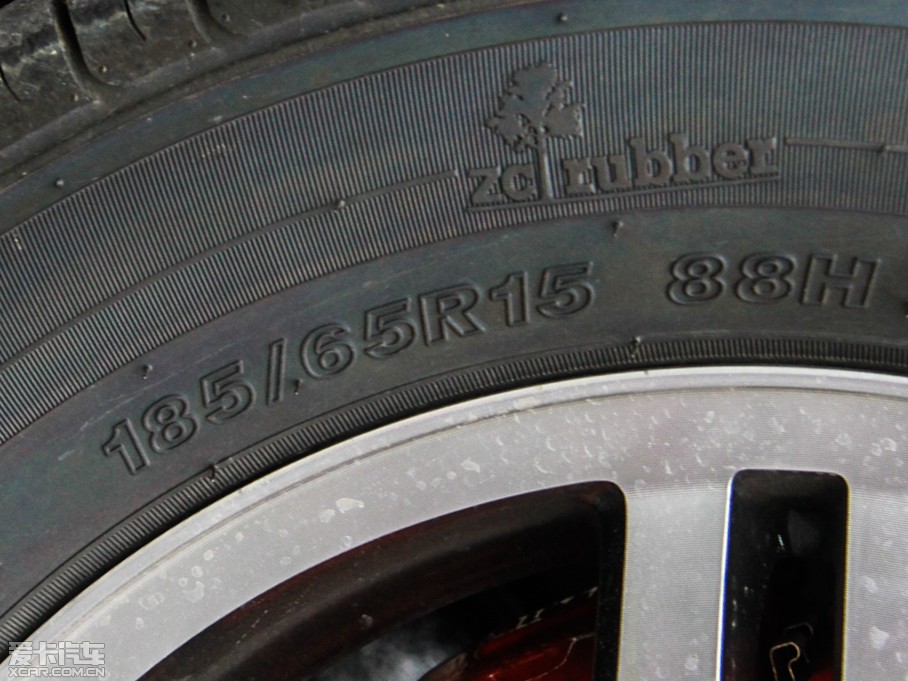 zc rubber
185/65R15 88H
爱卡汽车
XCAR.COM.CN